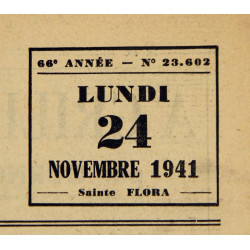 66e ANNÉE — N° 23.602
LUNDI
24
NOVEMBRE 1941
Sainte FLORA